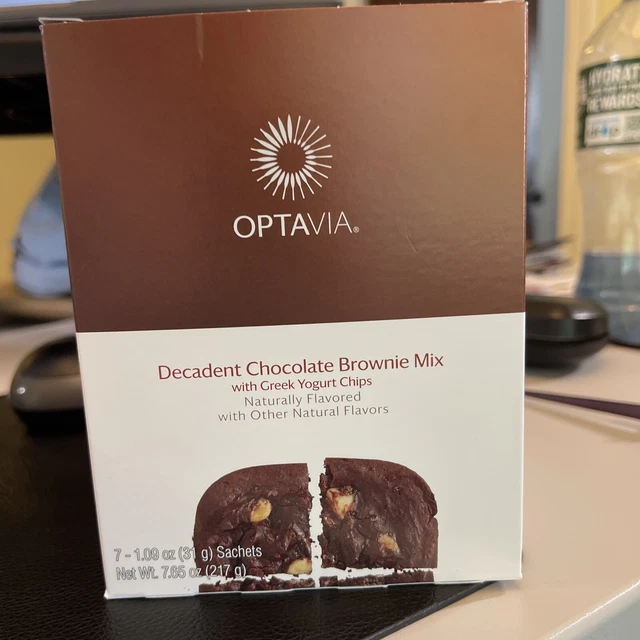 OPTAVIA®
Decadent Chocolate Brownie Mix
with Greek Yogurt Chips
Naturally Flavored
with Other Natural Flavors
7 - 1.09 oz (31 g) Sachets
Net Wt. 7.65 oz (217 g)
HYDRAT
REWARDS